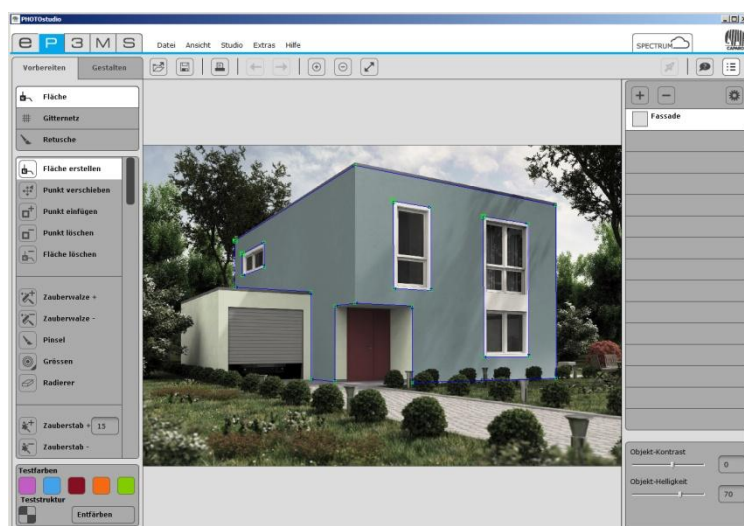 PHOTOstudio
e P 3 M S
Datei Ansicht Studio Extras Hilfe
SPECTRUM
CAPAROL
Vorbereiten Gestalten
Fläche
Gitternetz
Retusche
Fläche erstellen
Punkt verschieben
Punkt einfügen
Punkt löschen
Fläche löschen
Zauberwalze +
Zauberwalze -
Pinsel
Grössen
Radierer
Zauberstab + 15
Zauberstab -
Testfarben
Teststruktur
Entfärben
Fassade
Objekt-Kontrast
0
Objekt-Helligkeit
70